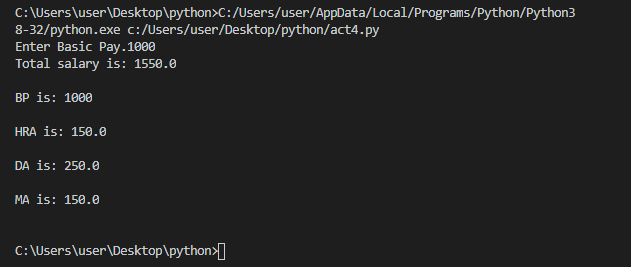 C:\Users\user\Desktop\python>C:/Users/user/AppData/Local/Programs/Python/Python3
8-32/python.exe c:/Users/user/Desktop/python/act4.py
Enter Basic Pay.1000
Total salary is: 1550.0
BP is: 1000
HRA is: 150.0
DA is: 250.0
MA is: 150.0
C:\Users\user\Desktop\python>